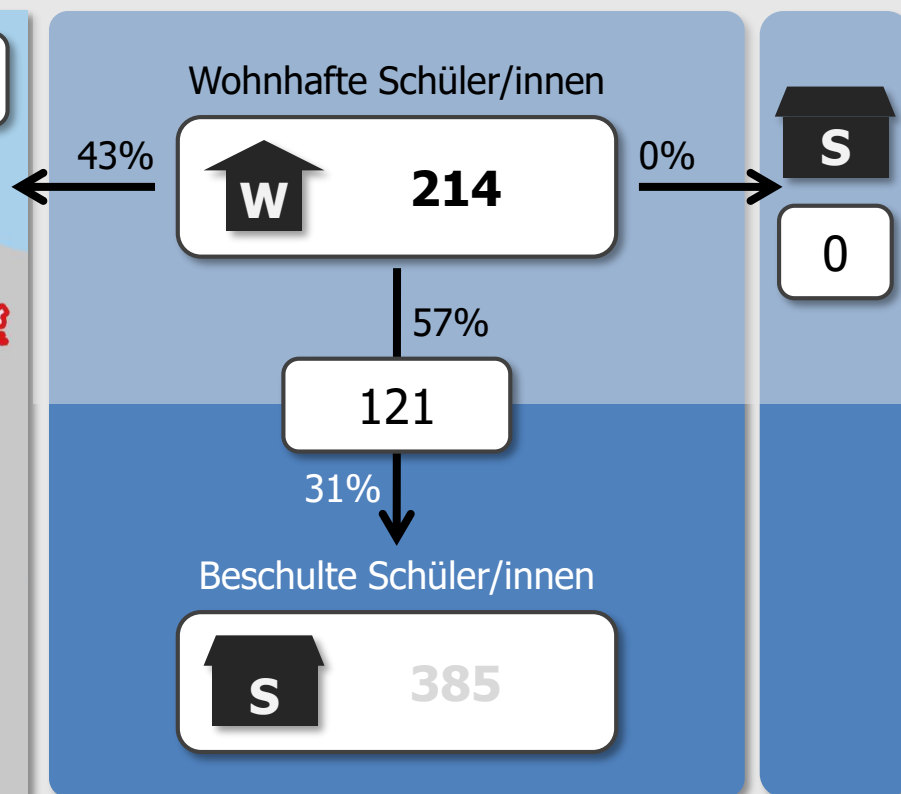 Wohnhafte Schüler/innen
43%
W
214
0%
S
0
57%
121
31%
Beschulte Schüler/innen
S
385